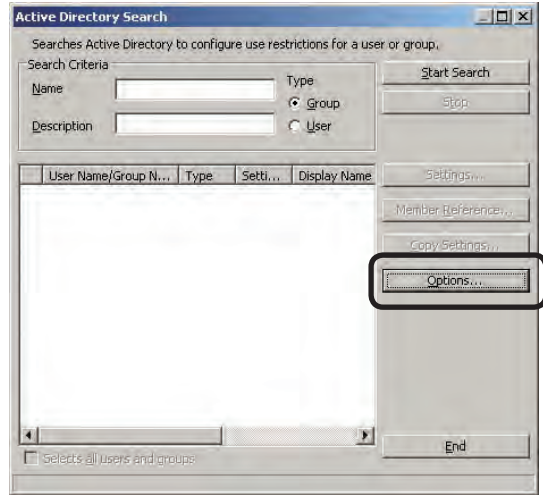 Active Directory Search
Searches Active Directory to configure use restrictions for a user or group.
Search Criteria
Name
Type
Group
Description
User
Start Search
Stop
User Name/Group N... Type Setti... Display Name
Settings...
Member Reference...
Copy Settings...
Options...
Selects all users and groups
End